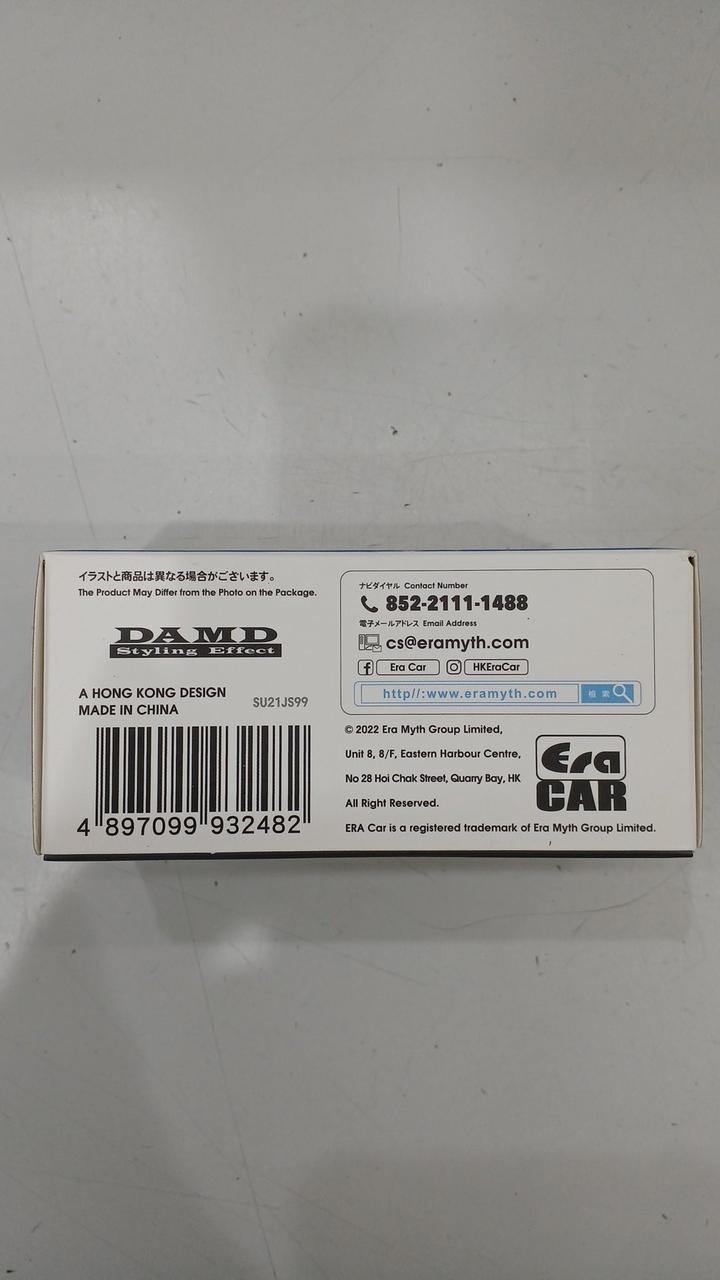 イラストと商品は異なる場合がございます。
The Product May Differ from the Photo on the Package.
DAMD
Styling Effect
A HONG KONG DESIGN
MADE IN CHINA
SU21JS99
4 897099 932482
ナビダイヤル Contact Number
852-2111-1488
電子メールアドレス Email Address
cs@eramyth.com
f Era Car HKEraCar
http//:www.eramyth.com 検索
© 2022 Era Myth Group Limited,
Unit 8, 8/F, Eastern Harbour Centre,
No 28 Hoi Chak Street, Quarry Bay, HK
All Right Reserved.
Era
CAR
ERA Car is a registered trademark of Era Myth Group Limited.